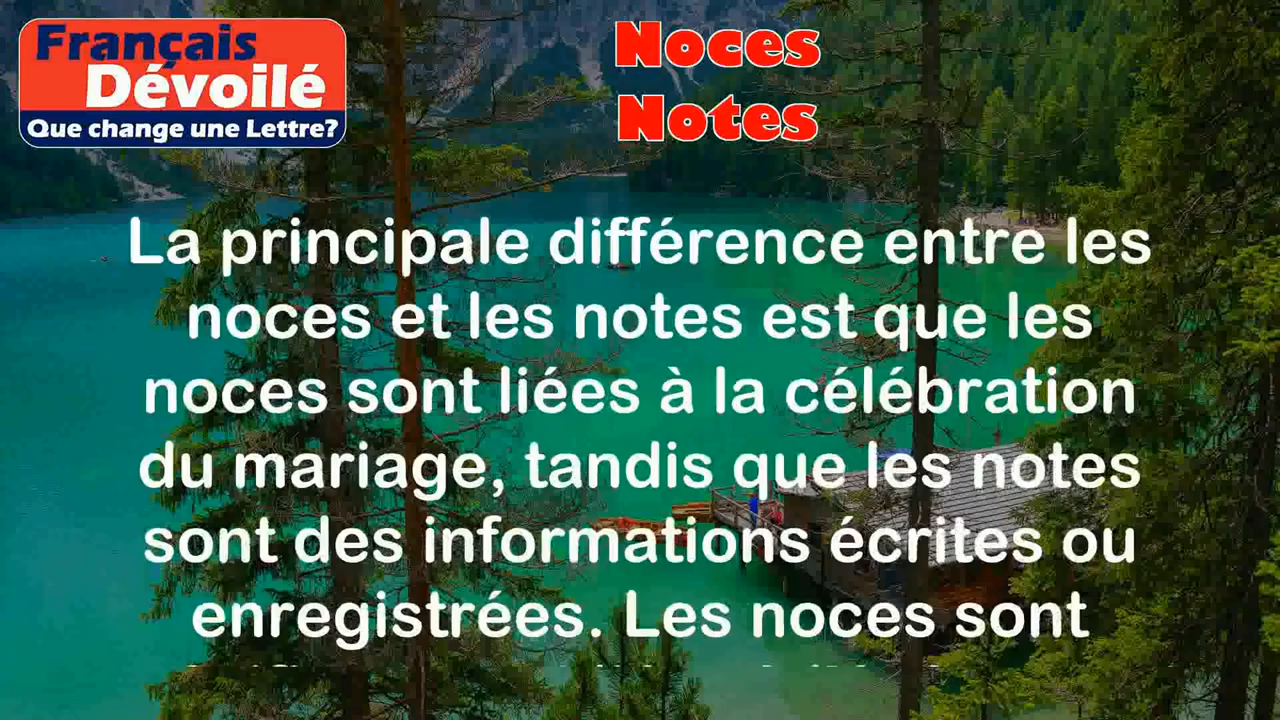 Français
Dévoilé
Que change une Lettre?
Noces
Notes
La principale différence entre les
noces et les notes est que les
noces sont liées à la célébration
du mariage, tandis que les notes
sont des informations écrites ou
enregistrées. Les noces sont